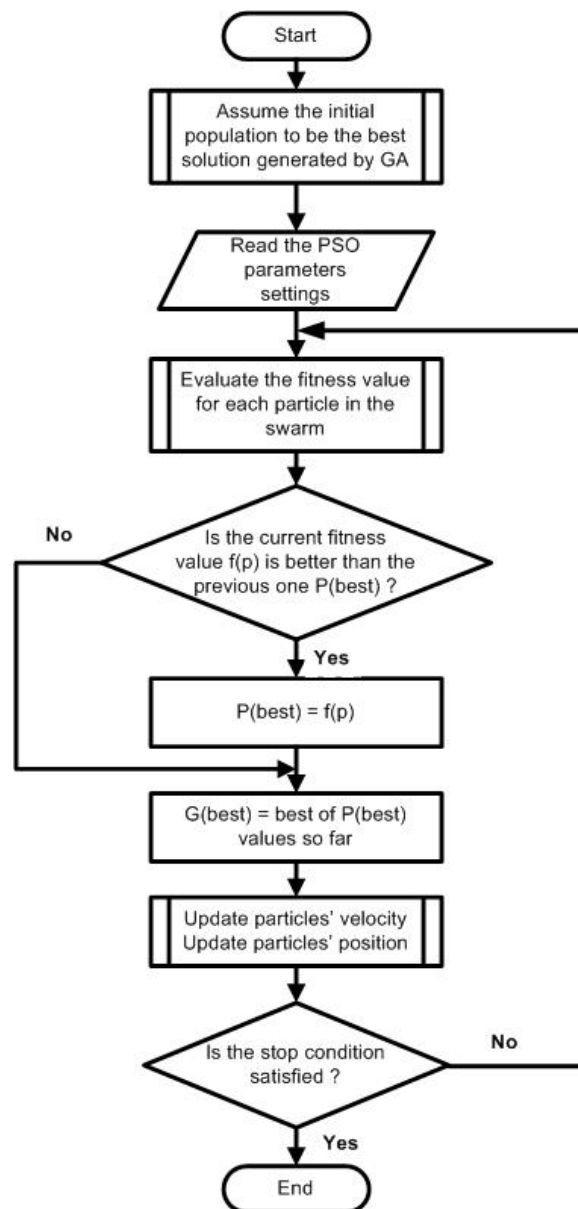 Start
Assume the initial
population to be the best
solution generated by GA
Read the PSO
parameters
settings
Evaluate the fitness value
for each particle in the
swarm
No
Is the current fitness
value f(p) is better than the
previous one P(best) ?
Yes
P(best) = f(p)
G(best) = best of P(best)
values so far
Update particles' velocity
Update particles' position
Is the stop condition
satisfied ?
No
Yes
End